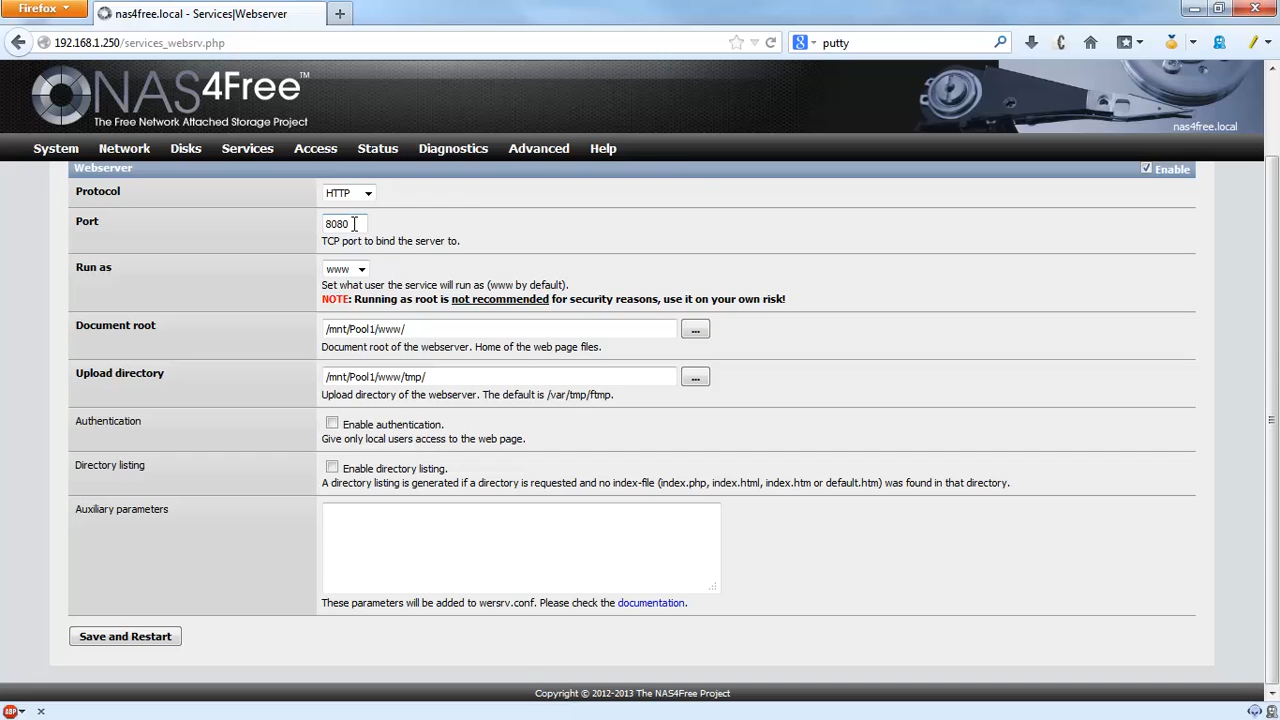 Firefox
nas4free.local - Services|Webserver
192.168.1.250/services_websrv.php
putty
NAS4Free™
The Free Network Attached Storage Project
nas4free.local
System Network Disks Services Access Status Diagnostics Advanced Help
Webserver
Enable
Protocol
HTTP
Port
8080
TCP port to bind the server to.
Run as
www
Set what user the service will run as (www by default).
NOTE: Running as root is not recommended for security reasons, use it on your own risk!
Document root
/mnt/Pool1/www/
...
Document root of the webserver. Home of the web page files.
Upload directory
/mnt/Pool1/www/tmp/
...
Upload directory of the webserver. The default is /var/tmp/ftmp.
Authentication
Enable authentication.
Give only local users access to the web page.
Directory listing
Enable directory listing.
A directory listing is generated if a directory is requested and no index-file (index.php, index.html, index.htm or default.htm) was found in that directory.
Auxiliary parameters
These parameters will be added to wersrv.conf. Please check the documentation.
Save and Restart
Copyright © 2012-2013 The NAS4Free Project
ABP